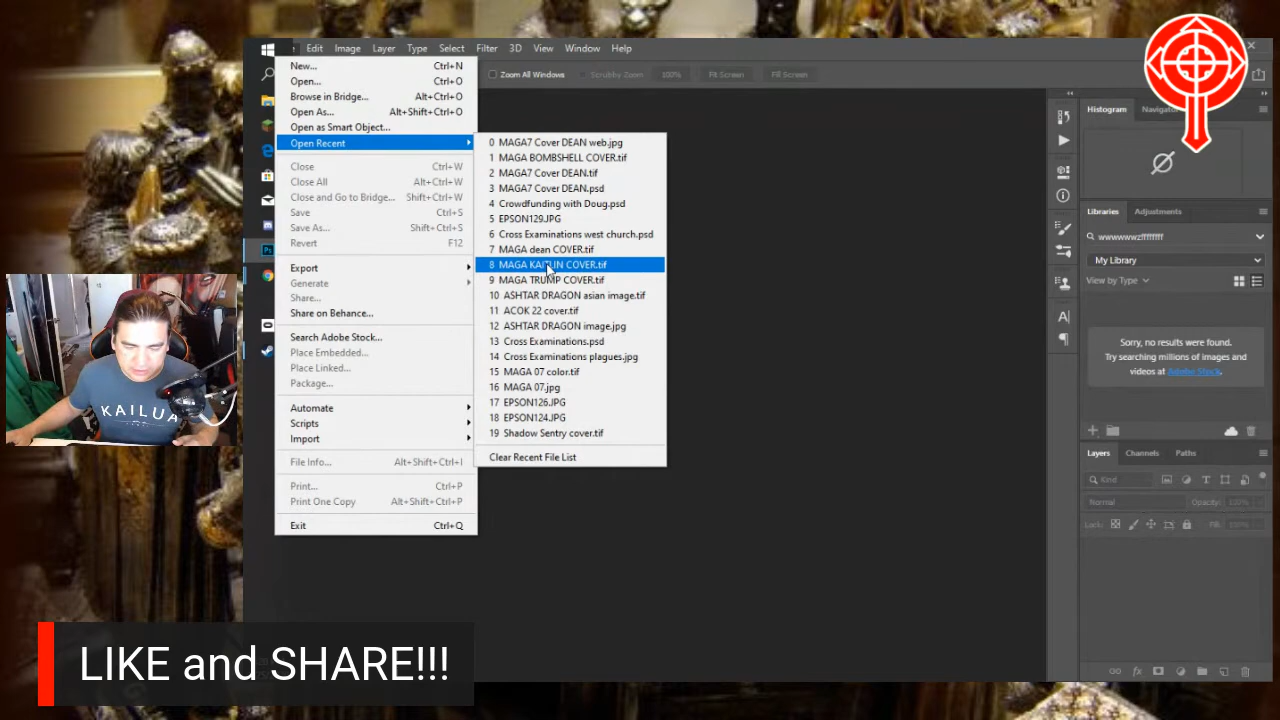 Edit Image Layer Type Select Filter 3D View Window Help
Zoom All Windows Scrubby Zoom 100% Fit Screen Fill Screen
New... Ctrl+N
Open... Ctrl+O
Browse in Bridge... Alt+Ctrl+O
Open As... Alt+Shift+Ctrl+O
Open as Smart Object...
Open Recent
Close Ctrl+W
Close All Alt+Ctrl+W
Close and Go to Bridge... Shift+Ctrl+W
Save Ctrl+S
Save As... Shift+Ctrl+S
Revert F12
Export
Generate
Share...
Share on Behance...
Search Adobe Stock...
Place Embedded...
Place Linked...
Package...
Automate
Scripts
Import
File Info... Alt+Shift+Ctrl+I
Print... Ctrl+P
Print One Copy Alt+Shift+Ctrl+P
Exit Ctrl+Q
0 MAGA7 Cover DEAN web.jpg
1 MAGA BOMBSHELL COVER.tif
2 MAGA7 Cover DEAN.tif
3 MAGA7 Cover DEAN.psd
4 Crowdfunding with Doug.psd
5 EPSON129.JPG
6 Cross Examinations west church.psd
7 MAGA dean COVER.tif
8 MAGA KAITLIN COVER.tif
9 MAGA TRUMP COVER.tif
10 ASHTAR DRAGON asian image.tif
11 ACOK 22 cover.tif
12 ASHTAR DRAGON image.jpg
13 Cross Examinations.psd
14 Cross Examinations plagues.jpg
15 MAGA 07 color.tif
16 MAGA 07.jpg
17 EPSON126.JPG
18 EPSON124.JPG
19 Shadow Sentry cover.tif
Clear Recent File List
Histogram
Libraries Adjustments
wwwwwzffffffff
My Library
View by Type
Sorry, no results were found.
Try searching millions of images and
videos at Adobe Stock.
Layers Channels Paths
Kind
Normal Opacity: 100%
Lock: Fill:
KAILUA
LIKE and SHARE!!!